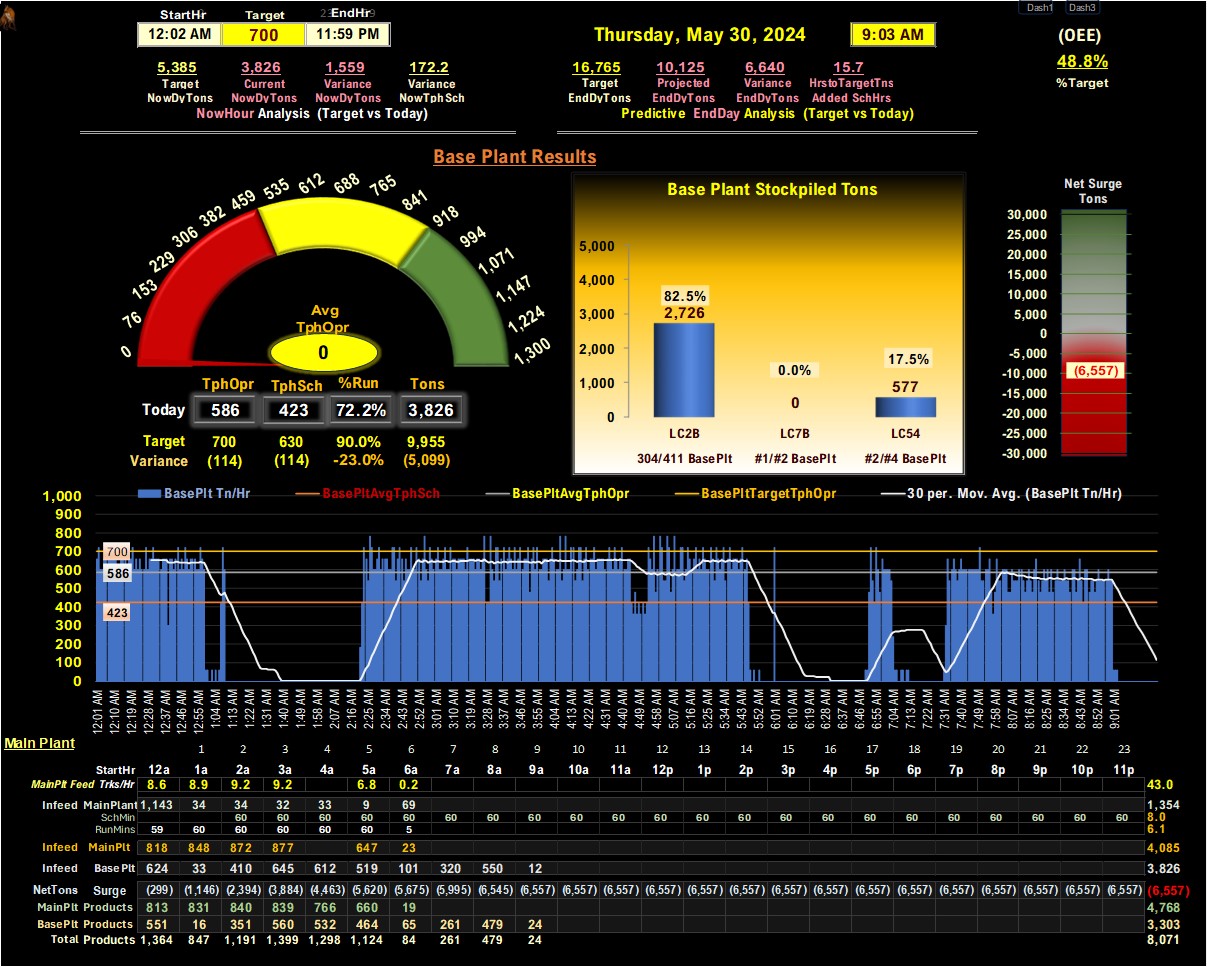 Dash1 Dash3
StartHr Target EndHr
12:02 AM 700 11:59 PM
Thursday, May 30, 2024 9:03 AM
(OEE)
48.8%
%Target
5,385 3,826 1,559 172.2
Target Current Variance Variance
NowDyTons NowDyTons NowDyTons NowTphSch
NowHour Analysis (Target vs Today)
16,765 10,125 6,640 15.7
Target Projected Variance HrstoTargetTns
EndDyTons EndDyTons EndDyTons Added SchHrs
Predictive EndDay Analysis (Target vs Today)
Base Plant Results
0 76 153 229 306 382 459 535 612 688 765 841 918 994 1,071 1,147 1,224 1,300
Avg
TphOpr
0
TphOpr TphSch %Run Tons
Today 586 423 72.2% 3,826
Target 700 630 90.0% 9,955
Variance (114) (114) -23.0% (5,099)
Base Plant Stockpiled Tons
5,000
4,000
3,000
2,000
1,000
0
82.5%
2,726
0.0%
0
17.5%
577
LC2B LC7B LC54
304/411 BasePlt #1/#2 BasePlt #2/#4 BasePlt
Net Surge
Tons
30,000
25,000
20,000
15,000
10,000
5,000
0
-5,000
-10,000
-15,000
-20,000
-25,000
-30,000
(6,557)
BasePlt Tn/Hr BasePltAvgTphSch BasePltAvgTphOpr BasePltTargetTphOpr 30 per. Mov. Avg. (BasePlt Tn/Hr)
1,000
900
800
700
600
500
400
300
200
100
0
700
586
423
12:01 AM 12:10 AM 12:19 AM 12:28 AM 12:37 AM 12:46 AM 12:55 AM 1:04 AM 1:13 AM 1:22 AM 1:31 AM 1:40 AM 1:49 AM 1:58 AM 2:07 AM 2:16 AM 2:25 AM 2:34 AM 2:43 AM 2:52 AM 3:01 AM 3:10 AM 3:19 AM 3:28 AM 3:37 AM 3:46 AM 3:55 AM 4:04 AM 4:13 AM 4:22 AM 4:31 AM 4:40 AM 4:49 AM 4:58 AM 5:07 AM 5:16 AM 5:25 AM 5:34 AM 5:43 AM 5:52 AM 6:01 AM 6:10 AM 6:19 AM 6:28 AM 6:37 AM 6:46 AM 6:55 AM 7:04 AM 7:13 AM 7:22 AM 7:31 AM 7:40 AM 7:49 AM 7:58 AM 8:07 AM 8:16 AM 8:25 AM 8:34 AM 8:43 AM 8:52 AM 9:01 AM
Main Plant
1 2 3 4 5 6 7 8 9 10 11 12 13 14 15 16 17 18 19 20 21 22 23
StartHr 12a 1a 2a 3a 4a 5a 6a 7a 8a 9a 10a 11a 12p 1p 2p 3p 4p 5p 6p 7p 8p 9p 10p 11p
MainPlt Feed Trks/Hr 8.6 8.9 9.2 9.2 6.8 0.2 43.0
Infeed MainPlant 1,143 34 34 32 33 9 69 1,354
SchMin 60 60 60 60 60 60 60 60 60 60 60 60 60 60 60 60 60 60 60 60 60 60 8.0
RunMins 59 60 60 60 60 5 6.1
Infeed MainPlt 818 848 872 877 647 23 4,085
Infeed BasePlt 624 33 410 645 612 519 101 320 550 12 3.826
NetTons Surge (299) (1,146) (2,394) (3,884) (4,463) (5,620) (5,675) (5,995) (6,545) (6,557) (6,557) (6,557) (6,557) (6,557) (6,557) (6,557) (6,557) (6,557) (6,557) (6,557) (6,557) (6,557) (6,557) (6,557) (6,557)
MainPlt Products 813 831 840 839 766 660 19 4,768
BasePlt Products 551 16 351 560 532 464 65 261 479 24 3,303
Total Products 1,364 847 1,191 1,399 1,298 1,124 84 261 479 24 8,071